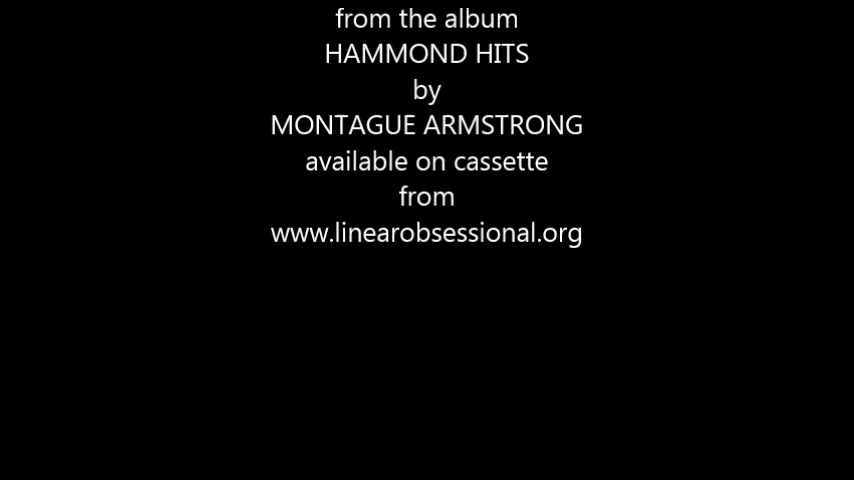 from the album
HAMMOND HITS
by
MONTAGUE ARMSTRONG
available on cassette
from
www.linearobsessional.org